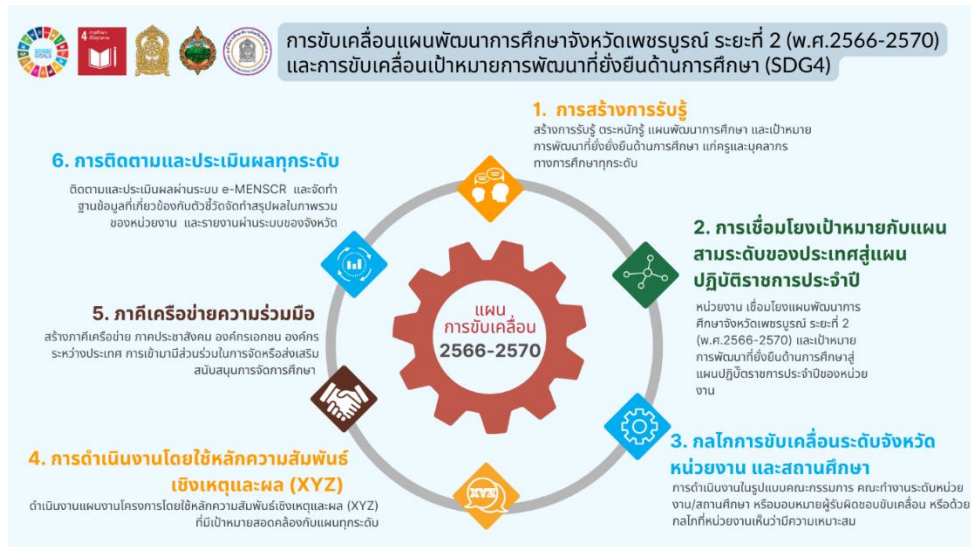 การขับเคลื่อนแผนพัฒนาการศึกษาจังหวัดเพชรบูรณ์ ระยะที่ 2 (พ.ศ.2566-2570)
และการขับเคลื่อนเป้าหมายการพัฒนาที่ยั่งยืนด้านการศึกษา (SDG4)
1. การสร้างการรับรู้
สร้างการรับรู้ ตระหนักรู้ แผนพัฒนาการศึกษา และเป้าหมาย
การพัฒนาที่ยั่งยืนด้านการศึกษา แก่ครูและบุคลากร
ทางการศึกษาทุกระดับ
2. การเชื่อมโยงเป้าหมายกับแผน
สามระดับของประเทศสู่แผน
ปฏิบัติราชการประจำปี
หน่วยงาน เชื่อมโยงแผนพัฒนาการ
ศึกษาจังหวัดเพชรบูรณ์ ระยะที่ 2
(พ.ศ.2566-2570) และเป้าหมาย
การพัฒนาที่ยั่งยืนด้านการศึกษาสู่
แผนปฏิบัติราชการประจำปีของหน่วย
งาน
3. กลไกการขับเคลื่อนระดับจังหวัด
หน่วยงาน และสถานศึกษา
การดำเนินงานในรูปแบบคณะกรรมการ คณะทำงานระดับหน่วย
งาน/สถานศึกษา หรือมอบหมายผู้รับผิดชอบขับเคลื่อน หรือด้วย
กลไกที่หน่วยงานเห็นว่ามีความเหมาะสม
4. การดำเนินงานโดยใช้หลักความสัมพันธ์
เชิงเหตุและผล (XYZ)
ดำเนินงานแผนงานโครงการโดยใช้หลักความสัมพันธ์เชิงเหตุและผล (XYZ)
ที่มีเป้าหมายสอดคล้องกับแผนทุกระดับ
XYZ
5. ภาคีเครือข่ายความร่วมมือ
สร้างภาคีเครือข่าย ภาคประชาสังคม องค์กรเอกชน องค์กร
ระหว่างประเทศ การเข้ามามีส่วนร่วมในการจัดหรือส่งเสริม
สนับสนุนการจัดการศึกษา
6. การติดตามและประเมินผลทุกระดับ
ติดตามและประเมินผลผ่านระบบ e-MENSCR และจัดทำ
ฐานข้อมูลที่เกี่ยวข้องกับตัวชี้วัดจัดทำสรุปผลในภาพรวม
ของหน่วยงาน และรายงานผ่านระบบของจังหวัด
แผน
การขับเคลื่อน
2566-2570